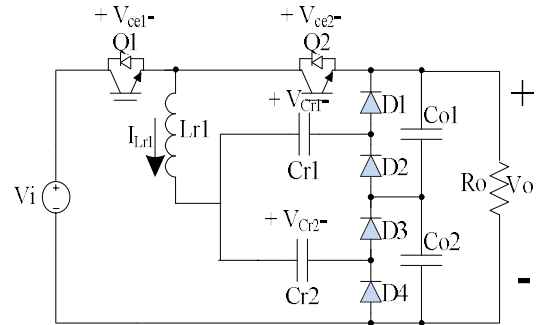 + Vce1-
Q1
+ Vce2-
Q2
+
ILr1
Lr1
+ VCr1-
Cr1
D1
Co1
D2
Vi
+
-
Ro
Vo
+ VCr2-
Cr2
D3
Co2
D4
-